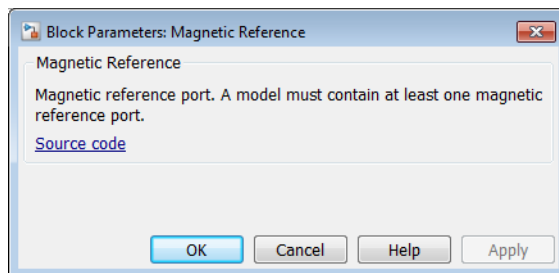 Block Parameters: Magnetic Reference
Magnetic Reference
Magnetic reference port. A model must contain at least one magnetic
reference port.
Source code
OK Cancel Help Apply